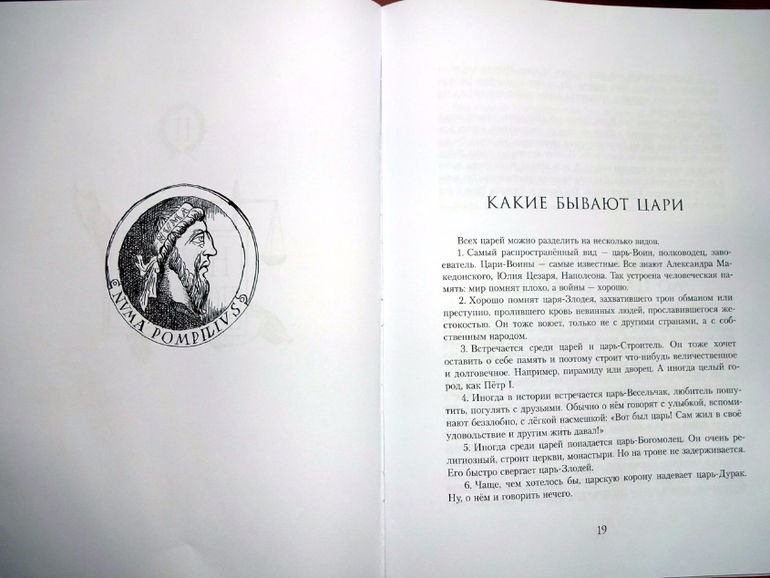 NVMA
NVMA POMPILIVS
КАКИЕ БЫВАЮТ ЦАРИ
Всех царей можно разделить на несколько видов.
1. Самый распространённый вид — царь-Воин, полководец, заво-
еватель. Цари-Воины — самые известные. Все знают Александра Ма-
кедонского, Юлия Цезаря, Наполеона. Так устроена человеческая па-
мять: мир помнят плохо, а войны — хорошо.
2. Хорошо помнят царя-Злодея, захватившего трон обманом или
преступно, пролившего кровь невинных людей, прославившегося же-
стокостью. Он тоже воюет, только не с другими странами, а с соб-
ственным народом.
3. Встречается среди царей и царь-Строитель. Он тоже хочет
оставить о себе память и поэтому строит что-нибудь величественное
и долговечное. Например, пирамиду или дворец. А иногда целый го-
род, как Пётр I.
4. Иногда в истории встречается царь-Весельчак, любитель пошу-
тить, погулять с друзьями. Обычно о нём говорят с улыбкой, вспоми-
нают беззлобно, с лёгкой насмешкой: «Вот был царь! Сам жил в своё
удовольствие и другим жить давал!»
5. Иногда среди царей попадается царь-Богомолец. Он очень ре-
лигиозный, строит церкви, монастыри. Но на троне не задерживается.
Его быстро свергает царь-Злодей.
6. Чаще, чем хотелось бы, царскую корону надевает царь-Дурак.
Ну, о нём и говорить нечего.
19